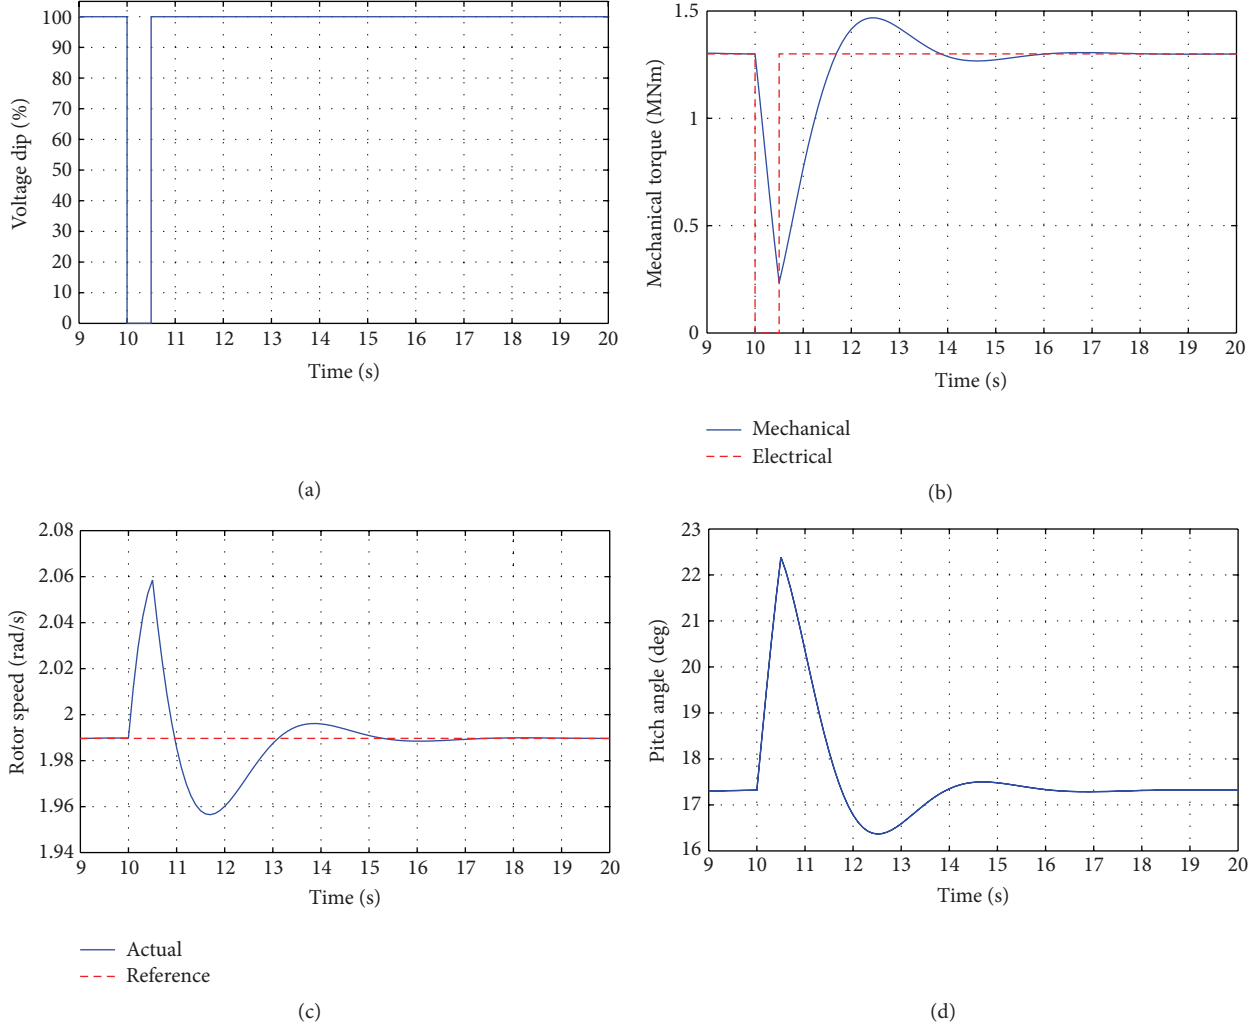 100
90
80
70
60
50
40
30
20
10
0
Voltage dip (%)
9 10 11 12 13 14 15 16 17 18 19 20
Time (s)
(a)
1.5
1
0.5
0
Mechanical torque (MNm)
9 10 11 12 13 14 15 16 17 18 19 20
Time (s)
Mechanical
Electrical
(b)
2.08
2.06
2.04
2.02
2
1.98
1.96
1.94
Rotor speed (rad/s)
9 10 11 12 13 14 15 16 17 18 19 20
Time (s)
Actual
Reference
(c)
23
22
21
20
19
18
17
16
Pitch angle (deg)
9 10 11 12 13 14 15 16 17 18 19 20
Time (s)
(d)